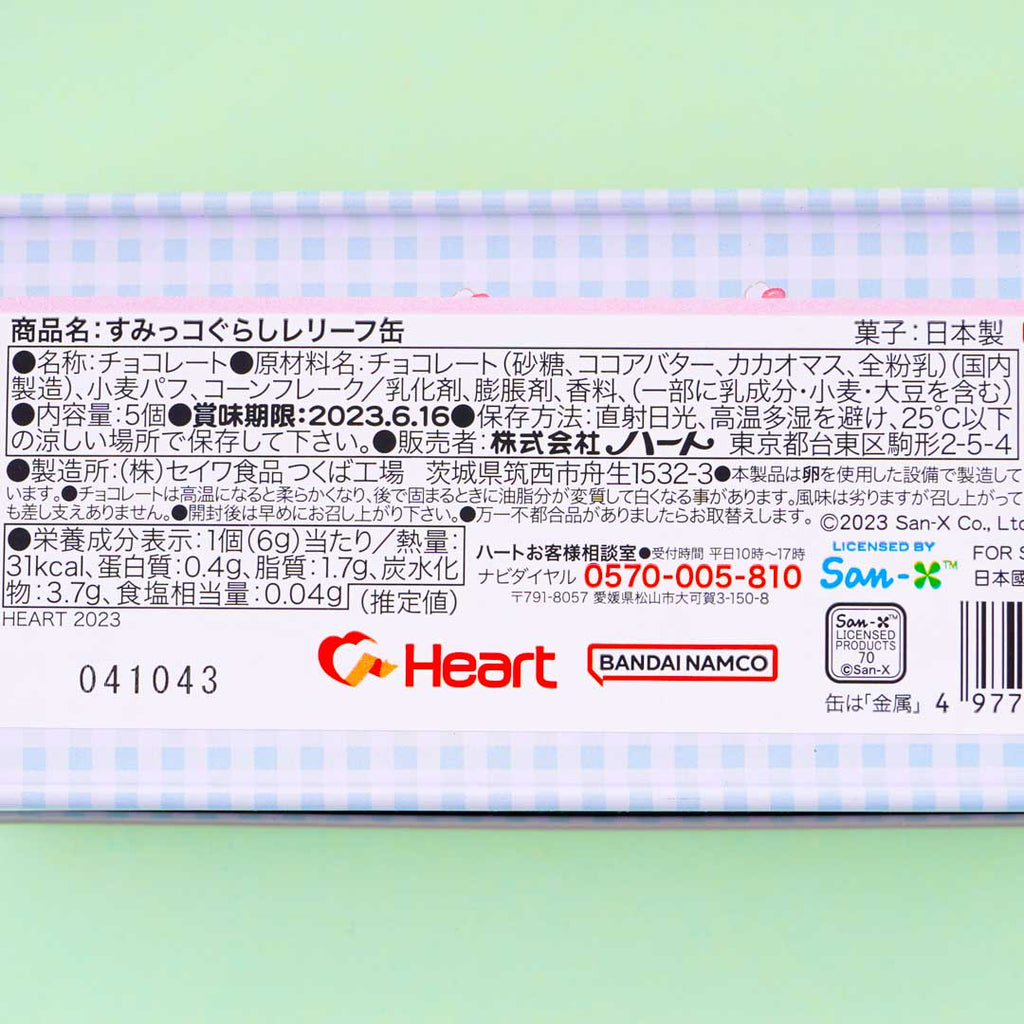 商品名:すみっコぐらしレリーフ缶 菓子:日本製
●名称:チョコレート●原材料名:チョコレート(砂糖、ココアバター、カカオマス、全粉乳)(国内
製造)、小麦パフ、コーンフレーク/乳化剤、膨脹剤、香料、(一部に乳成分・小麦・大豆を含む)
●内容量:5個●賞味期限:2023.6.16●保存方法:直射日光、高温多湿を避け、25℃以下
の涼しい場所で保存して下さい。●販売者:株式会社ハート 東京都台東区駒形2-5-4
●製造所:(株)セイワ食品 つくば工場 茨城県筑西市舟生1532-3●本製品は卵を使用した設備で製造して
います。●チョコレートは高温になると柔らかくなり、後で固まるときに油脂分が変質して白くなる事があります。風味は劣りますが召し上がって
も差し支えありません。●開封後は早めにお召し上がり下さい。●万一不都合品がありましたらお取替えします。 ©2023 San-X Co., Ltd
●栄養成分表示:1個(6g)当たり/熱量:
31kcal、蛋白質:0.4g、脂質:1.7g、炭水化
物:3.7g、食塩相当量:0.04g (推定値)
HEART 2023
ハートお客様相談室●受付時間 平日10時〜17時
ナビダイヤル 0570-005-810
〒791-8057 愛媛県松山市大可賀3-150-8
LICENSED BY
San-X™
FOR S
日本國
041043
Heart
BANDAI NAMCO
San-X™
LICENSED
PRODUCTS
70
©San-X
缶は「金属」
4 977